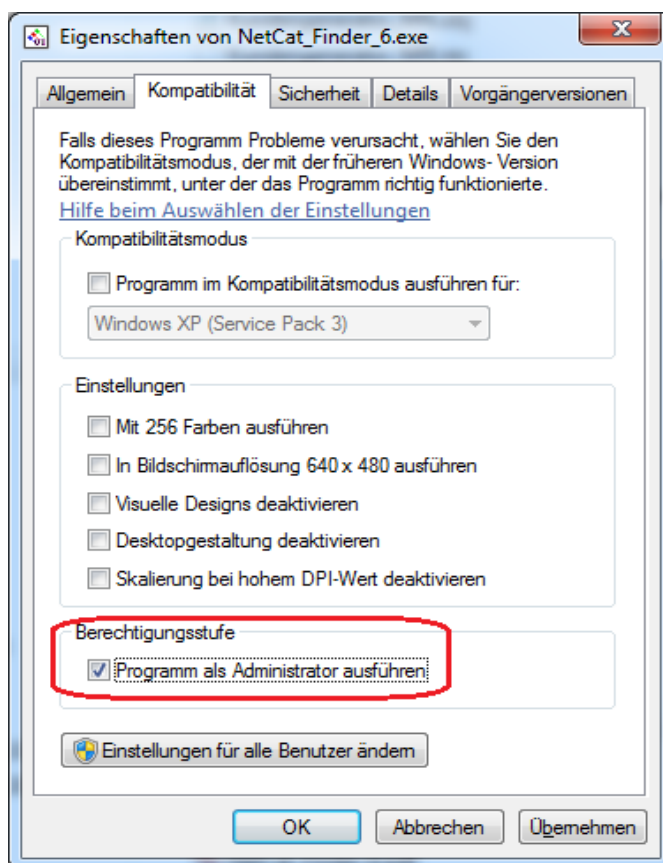 Eigenschaften von NetCat_Finder_6.exe
Allgemein Kompatibilität Sicherheit Details Vorgängerversionen
Falls dieses Programm Probleme verursacht, wählen Sie den
Kompatibilitätsmodus, der mit der früheren Windows- Version
übereinstimmt, unter der das Programm richtig funktionierte.
Hilfe beim Auswählen der Einstellungen
Kompatibilitätsmodus
Programm im Kompatibilitätsmodus ausführen für:
Windows XP (Service Pack 3)
Einstellungen
Mit 256 Farben ausführen
In Bildschirmauflösung 640 x 480 ausführen
Visuelle Designs deaktivieren
Desktopgestaltung deaktivieren
Skalierung bei hohem DPI-Wert deaktivieren
Berechtigungsstufe
Programm als Administrator ausführen
Einstellungen für alle Benutzer ändern
OK Abbrechen Übernehmen